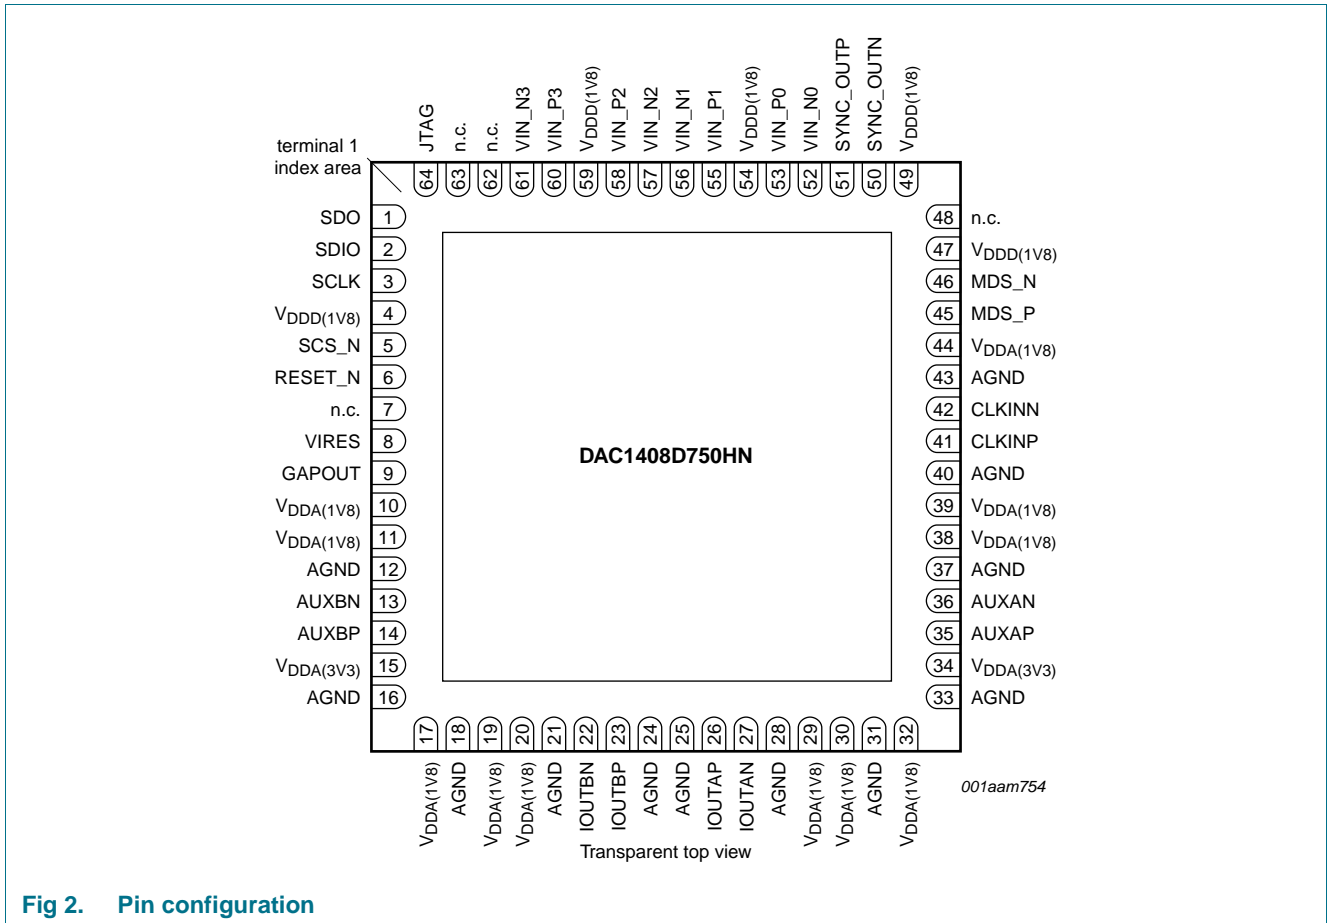 JTAG
n.c.
n.c.
VIN_N3
VIN_P3
VDDD(1V8)
VIN_P2
VIN_N2
VIN_N1
VIN_P1
VDDD(1V8)
VIN_P0
VIN_N0
SYNC_OUTP
SYNC_OUTN
VDDD(1V8)
terminal 1
index area
64 63 62 61 60 59 58 57 56 55 54 53 52 51 50 49
SDO 1
SDIO 2
SCLK 3
VDDD(1V8) 4
SCS_N 5
RESET_N 6
n.c. 7
VIRES 8
GAPOUT 9
VDDA(1V8) 10
VDDA(1V8) 11
AGND 12
AUXBN 13
AUXBP 14
VDDA(3V3) 15
AGND 16
DAC1408D750HN
48 n.c.
47 VDDD(1V8)
46 MDS_N
45 MDS_P
44 VDDA(1V8)
43 AGND
42 CLKINN
41 CLKINP
40 AGND
39 VDDA(1V8)
38 VDDA(1V8)
37 AGND
36 AUXAN
35 AUXAP
34 VDDA(3V3)
33 AGND
17 18 19 20 21 22 23 24 25 26 27 28 29 30 31 32
VDDA(1V8)
AGND
VDDA(1V8)
VDDA(1V8)
AGND
IOUTBN
IOUTBP
AGND
AGND
IOUTAP
IOUTAN
AGND
VDDA(1V8)
VDDA(1V8)
AGND
VDDA(1V8)
001aam754
Transparent top view
Fig 2. Pin configuration